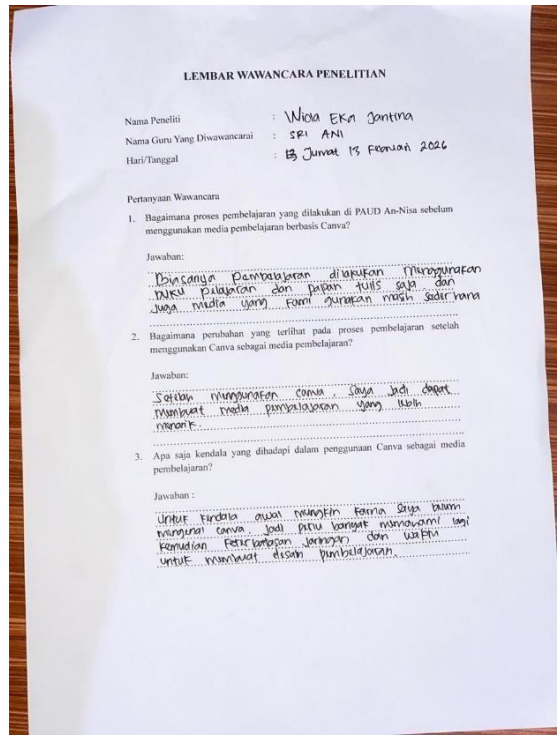 LEMBAR WAWANCARA PENELITIAN
Nama Peneliti : Wiola Eka Jantina
Nama Guru Yang Diwawancarai : SRI ANI
Hari/Tanggal : Jumat 13 Februari 2026
Pertanyaan Wawancara
1. Bagaimana proses pembelajaran yang dilakukan di PAUD An-Nisa sebelum
menggunakan media pembelajaran berbasis Canva?
Jawaban:
Biasanya Pembelajaran dilakukan Menggunakan
buku pelajaran dan papan tulis saja dan
juga media yang kami gunakan masih sederhana
2. Bagaimana perubahan yang terlihat pada proses pembelajaran setelah
menggunakan Canva sebagai media pembelajaran?
Jawaban:
Setelah menggunakan canva, saya jadi dapat
membuat media pembelajaran yang lebih
menarik.
3. Apa saja kendala yang dihadapi dalam penggunaan Canva sebagai media
pembelajaran?
Jawaban :
Untuk kendala awal mungkin karna saya belum
mengenal canva jadi perlu banyak memahami lagi
kemudian keterbatasan jaringan dan waktu
untuk membuat desain pembelajaran.